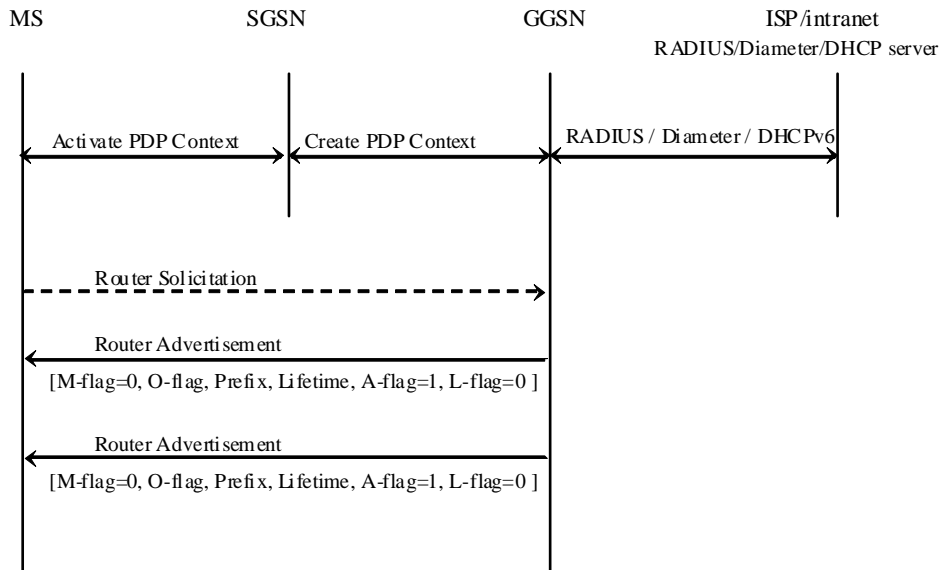 MS SGSN GGSN ISP/intranet
RADIUS/Diameter/DHCP server
Activate PDP Context Create PDP Context RADIUS / Diameter / DHCPv6
Router Solicitation
Router Advertisement
[M-flag=0, O-flag, Prefix, Lifetime, A-flag=1, L-flag=0 ]
Router Advertisement
[M-flag=0, O-flag, Prefix, Lifetime, A-flag=1, L-flag=0 ]